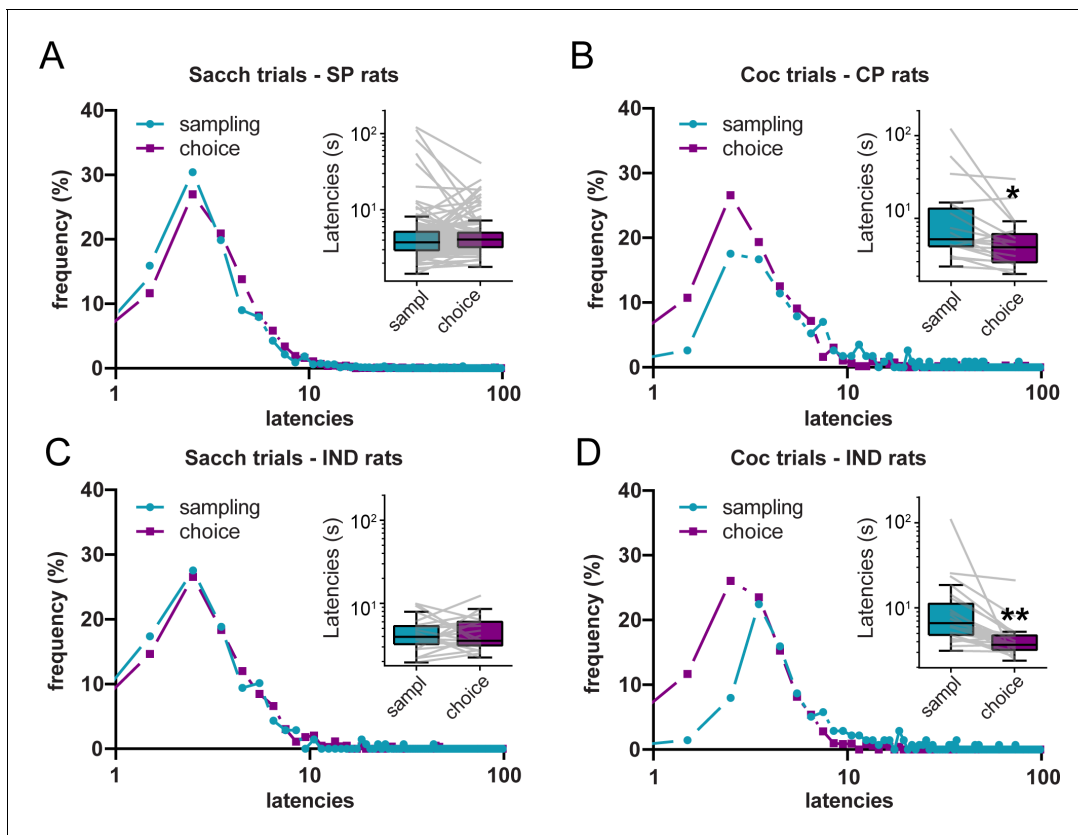 A
Sacch trials - SP rats
frequency (%)
40
30
20
10
0
1
10
100
latencies
sampling
choice
Latencies (s)
10²
10¹
sampl
choice
B
Coc trials - CP rats
frequency (%)
40
30
20
10
0
1
10
100
latencies
sampling
choice
Latencies (s)
10²
10¹
*
sampl
choice
C
Sacch trials - IND rats
frequency (%)
40
30
20
10
0
1
10
100
latencies
sampling
choice
Latencies (s)
10²
10¹
sampl
choice
D
Coc trials - IND rats
frequency (%)
40
30
20
10
0
1
10
100
latencies
sampling
choice
Latencies (s)
10²
10¹
**
sampl
choice